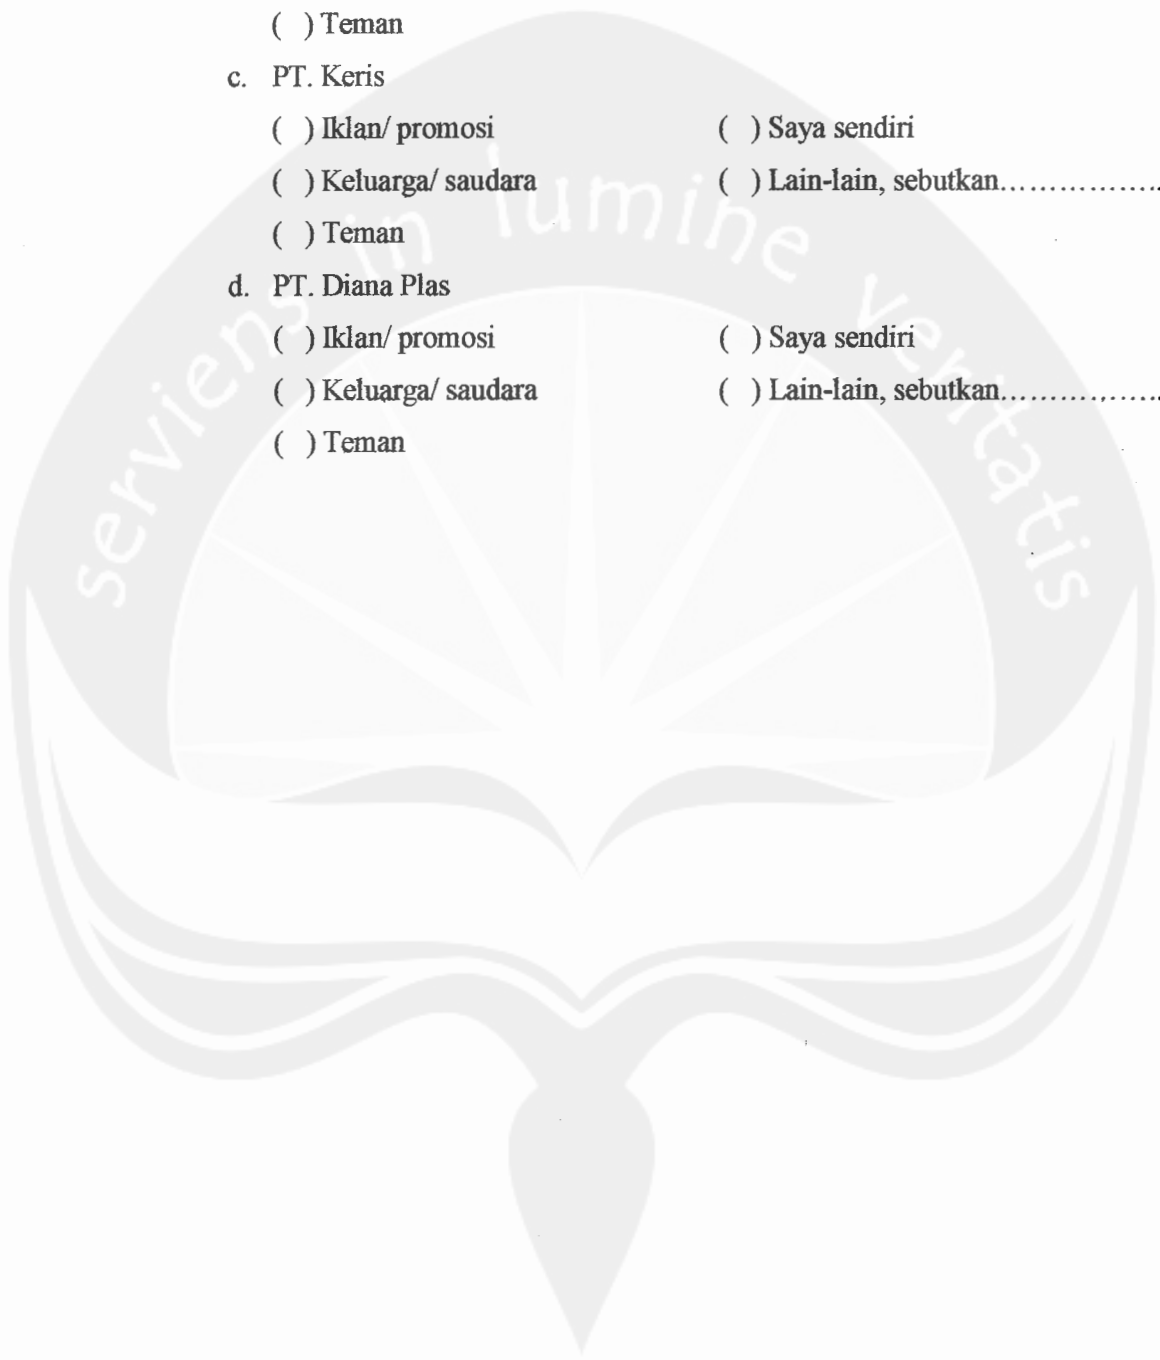 ( ) Teman
c. PT. Keris
( ) Iklan/ promosi ( ) Saya sendiri
( ) Keluarga/ saudara ( ) Lain-lain, sebutkan................
( ) Teman
d. PT. Diana Plas
( ) Iklan/ promosi ( ) Saya sendiri
( ) Keluarga/ saudara ( ) Lain-lain, sebutkan................
( ) Teman
serviens in lumine veritatis